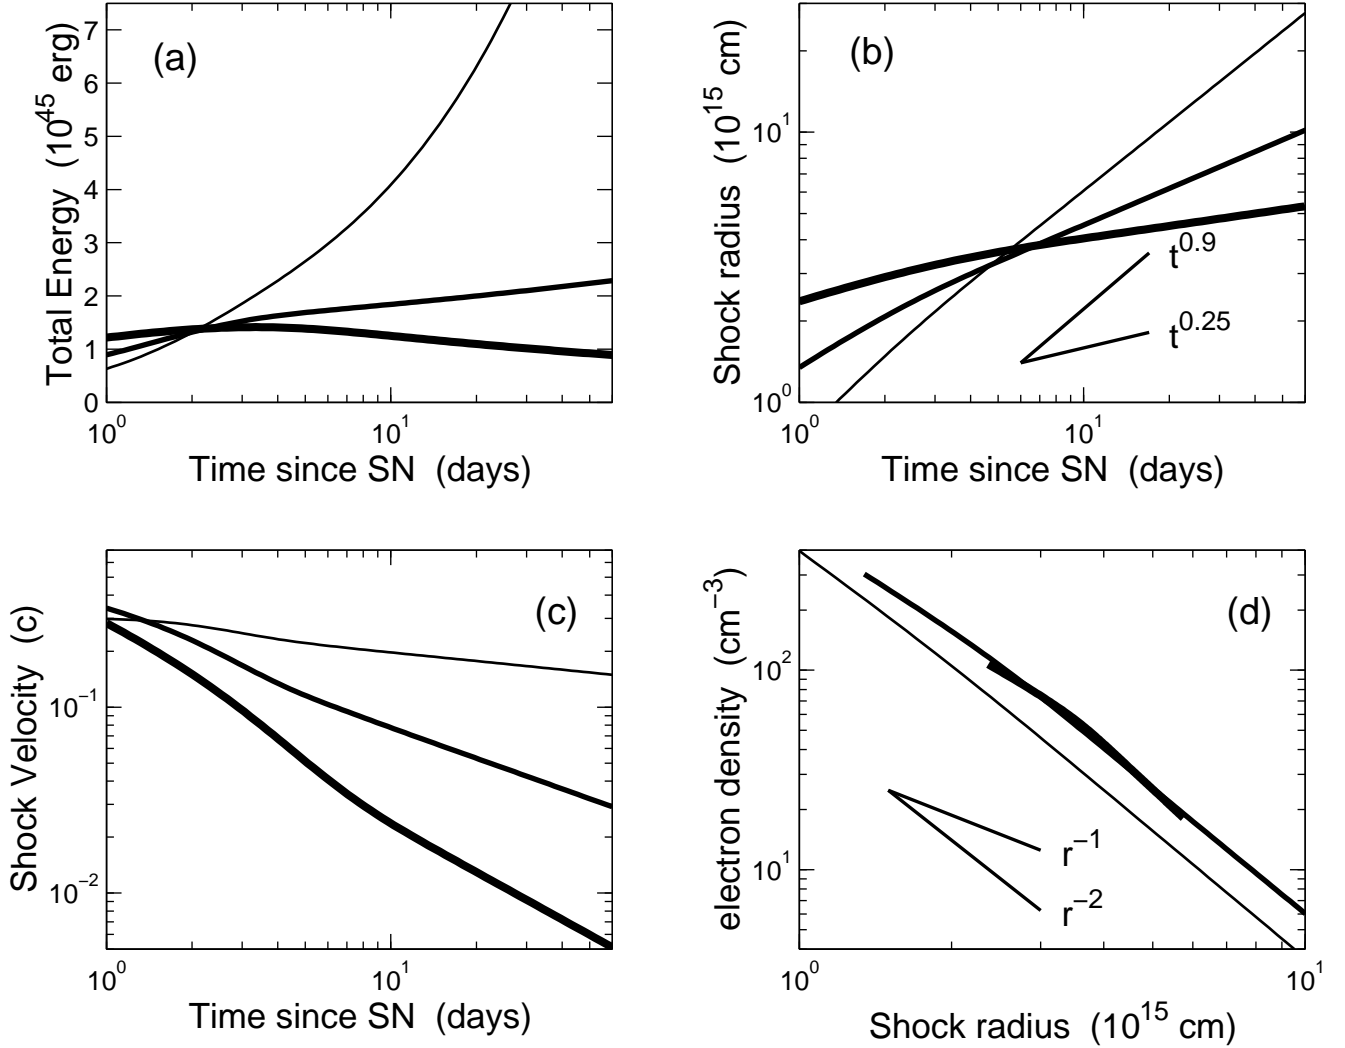 (a)
Total Energy (10^45 erg)
7
6
5
4
3
2
1
0
10^0
10^1
Time since SN (days)
(b)
Shock radius (10^15 cm)
10^1
10^0
t^0.9
t^0.25
10^0
10^1
Time since SN (days)
(c)
Shock Velocity (c)
10^−1
10^−2
10^0
10^1
Time since SN (days)
(d)
electron density (cm^−3)
10^2
10^1
r^−1
r^−2
10^0
10^1
Shock radius (10^15 cm)